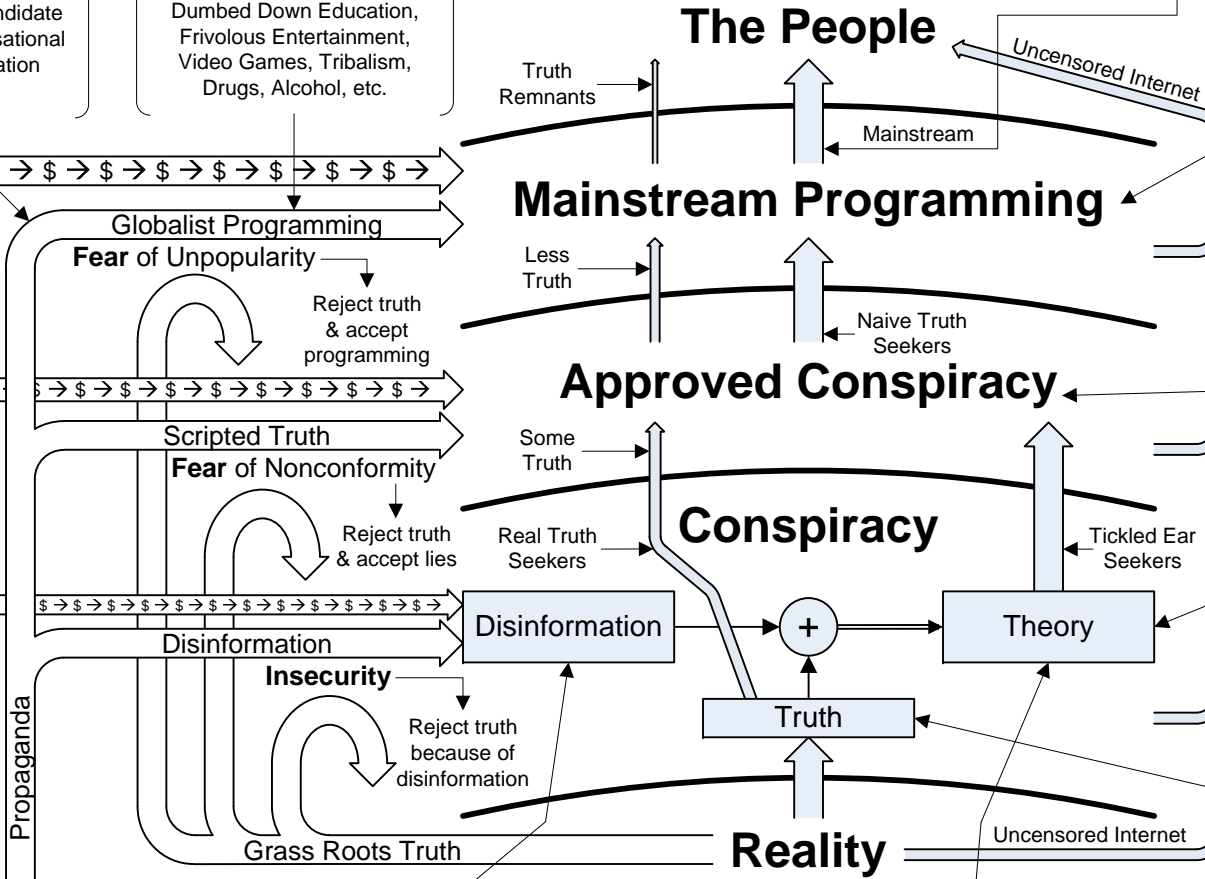 ndidate
sational
ation
Dumbed Down Education,
Frivolous Entertainment,
Video Games, Tribalism,
Drugs, Alcohol, etc.
The People
Uncensored Internet
Truth
Remnants
Mainstream
→ $ → $ → $ → $ → $ → $ → $ →
Mainstream Programming
Globalist Programming
Fear of Unpopularity
Reject truth
& accept
programming
Less
Truth
Naive Truth
Seekers
$ → $ → $ → $ → $ → $ → $ → $ →
Approved Conspiracy
Scripted Truth
Fear of Nonconformity
Reject truth
& accept lies
Some
Truth
Conspiracy
Real Truth
Seekers
Tickled Ear
Seekers
$ → $ → $ → $ → $ → $ → $ → $ → $ → $ → $ → $ →
Disinformation
Disinformation
+
Theory
Insecurity
Reject truth
because of
disinformation
Truth
Propaganda
Grass Roots Truth
Reality
Uncensored Internet